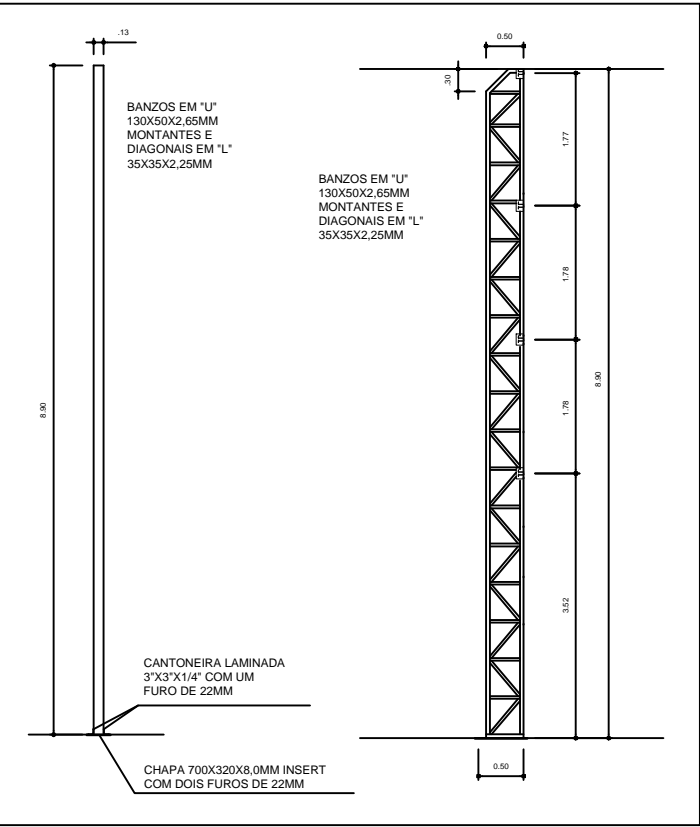 .13
0.50
.30
BANZOS EM "U"
130X50X2,65MM
MONTANTES E
DIAGONAIS EM "L"
35X35X2,25MM
1.77
BANZOS EM "U"
130X50X2,65MM
MONTANTES E
DIAGONAIS EM "L"
35X35X2,25MM
1.78
8.90
8.90
1.78
3.52
CANTONEIRA LAMINADA
3"X3"X1/4" COM UM
FURO DE 22MM
CHAPA 700X320X8,0MM INSERT
COM DOIS FUROS DE 22MM
0.50